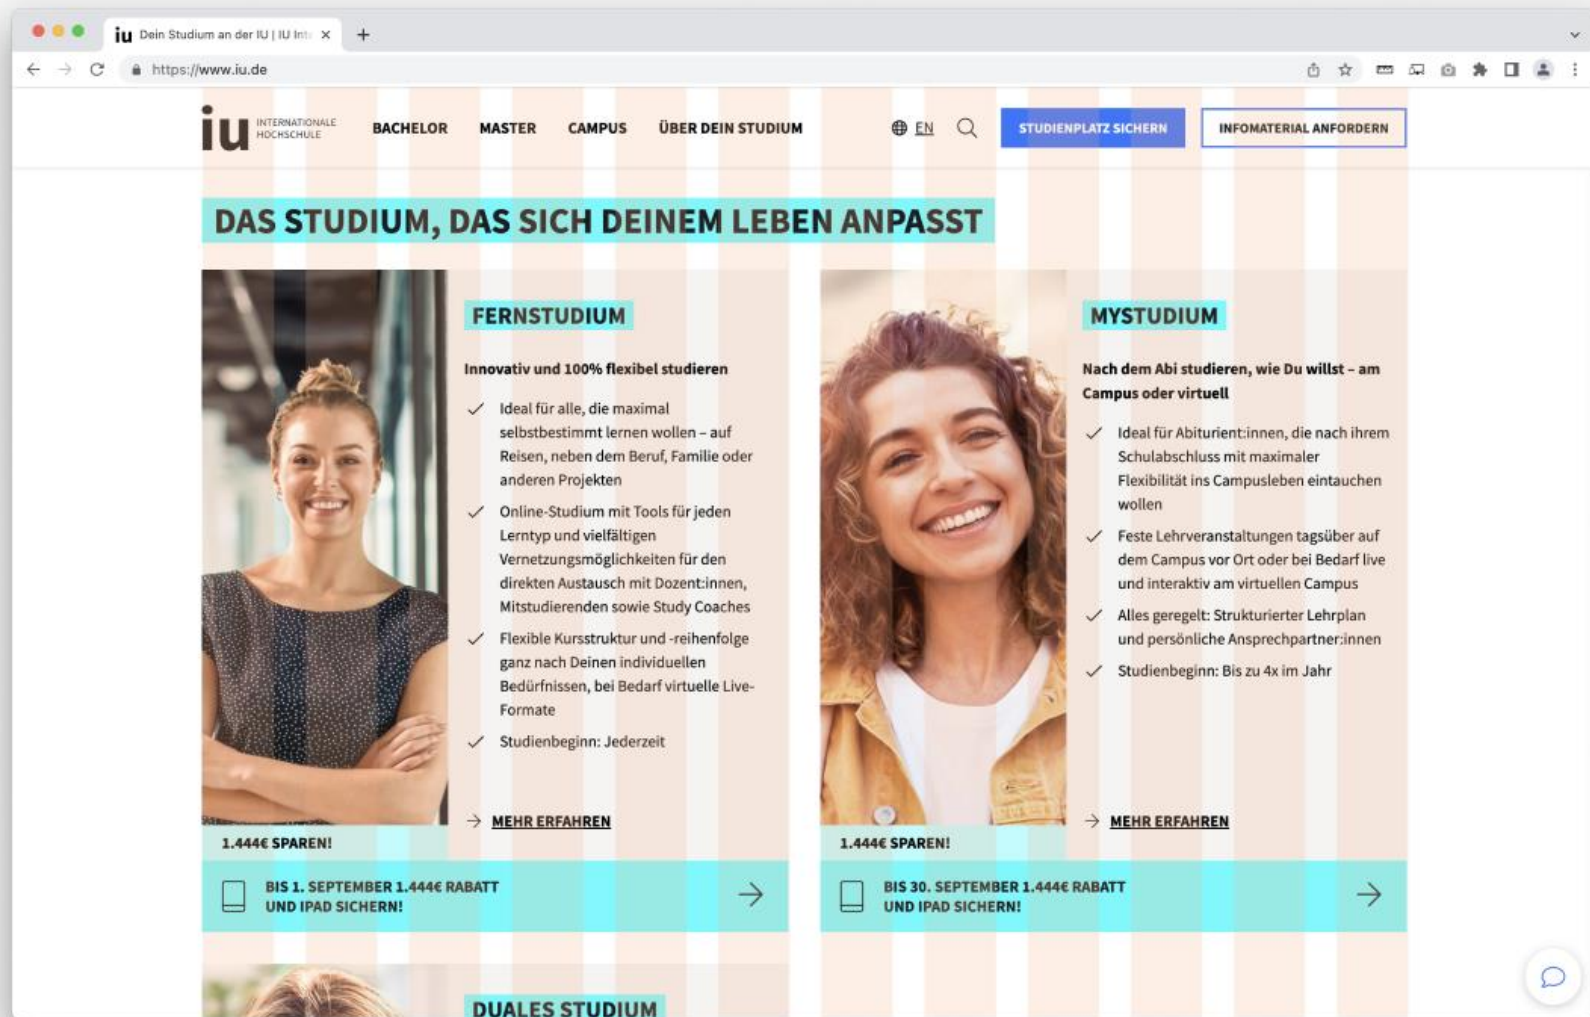 iu Dein Studium an der IU | IU Int
https://www.iu.de
iu INTERNATIONALE HOCHSCHULE
BACHELOR MASTER CAMPUS ÜBER DEIN STUDIUM EN STUDIENPLATZ SICHERN INFOMATERIAL ANFORDERN
DAS STUDIUM, DAS SICH DEINEM LEBEN ANPASST
FERNSTUDIUM
Innovativ und 100% flexibel studieren
Ideal für alle, die maximal
selbstbestimmt lernen wollen – auf
Reisen, neben dem Beruf, Familie oder
anderen Projekten
Online-Studium mit Tools für jeden
Lerntyp und vielfältigen
Vernetzungsmöglichkeiten für den
direkten Austausch mit Dozent:innen,
Mitstudierenden sowie Study Coaches
Flexible Kursstruktur und -reihenfolge
ganz nach Deinen individuellen
Bedürfnissen, bei Bedarf virtuelle Live-
Formate
Studienbeginn: Jederzeit
MEHR ERFAHREN
1.444€ SPAREN!
BIS 1. SEPTEMBER 1.444€ RABATT
UND IPAD SICHERN!
MYSTUDIUM
Nach dem Abi studieren, wie Du willst – am
Campus oder virtuell
Ideal für Abiturient:innen, die nach ihrem
Schulabschluss mit maximaler
Flexibilität ins Campusleben eintauchen
wollen
Feste Lehrveranstaltungen tagsüber auf
dem Campus vor Ort oder bei Bedarf live
und interaktiv am virtuellen Campus
Alles geregelt: Strukturierter Lehrplan
und persönliche Ansprechpartner:innen
Studienbeginn: Bis zu 4x im Jahr
MEHR ERFAHREN
1.444€ SPAREN!
BIS 30. SEPTEMBER 1.444€ RABATT
UND IPAD SICHERN!
DUALES STUDIUM